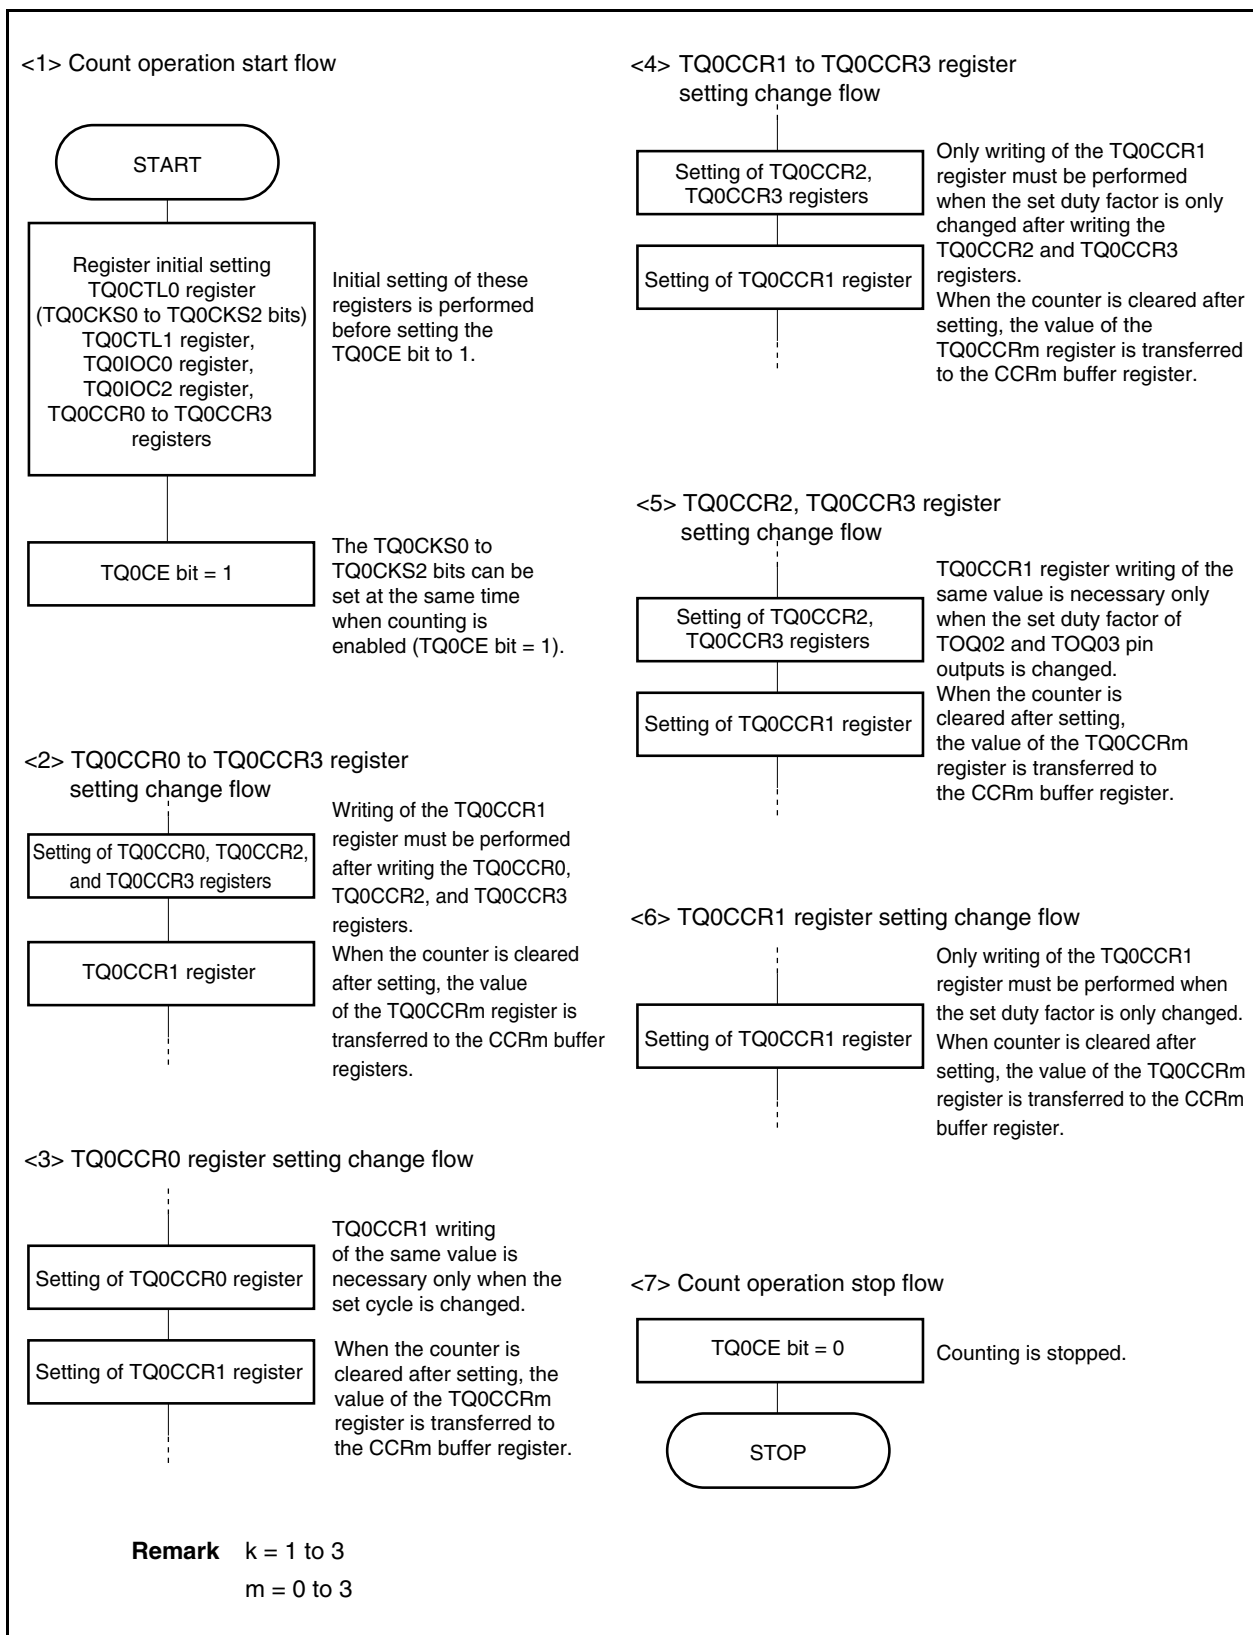 <1> Count operation start flow
START
Register initial setting
TQ0CTL0 register
(TQ0CKS0 to TQ0CKS2 bits)
TQ0CTL1 register,
TQ0IOC0 register,
TQ0IOC2 register,
TQ0CCR0 to TQ0CCR3
registers
Initial setting of these
registers is performed
before setting the
TQ0CE bit to 1.
TQ0CE bit = 1
The TQ0CKS0 to
TQ0CKS2 bits can be
set at the same time
when counting is
enabled (TQ0CE bit = 1).
<2> TQ0CCR0 to TQ0CCR3 register
setting change flow
Setting of TQ0CCR0, TQ0CCR2,
and TQ0CCR3 registers
TQ0CCR1 register
Writing of the TQ0CCR1
register must be performed
after writing the TQ0CCR0,
TQ0CCR2, and TQ0CCR3
registers.
When the counter is cleared
after setting, the value
of the TQ0CCRm register is
transferred to the CCRm buffer
registers.
<3> TQ0CCR0 register setting change flow
Setting of TQ0CCR0 register
TQ0CCR1 writing
of the same value is
necessary only when the
set cycle is changed.
Setting of TQ0CCR1 register
When the counter is
cleared after setting, the
value of the TQ0CCRm
register is transferred to
the CCRm buffer register.
<4> TQ0CCR1 to TQ0CCR3 register
setting change flow
Setting of TQ0CCR2,
TQ0CCR3 registers
Setting of TQ0CCR1 register
Only writing of the TQ0CCR1
register must be performed
when the set duty factor is only
changed after writing the
TQ0CCR2 and TQ0CCR3
registers.
When the counter is cleared after
setting, the value of the
TQ0CCRm register is transferred
to the CCRm buffer register.
<5> TQ0CCR2, TQ0CCR3 register
setting change flow
Setting of TQ0CCR2,
TQ0CCR3 registers
Setting of TQ0CCR1 register
TQ0CCR1 register writing of the
same value is necessary only
when the set duty factor of
TOQ02 and TOQ03 pin
outputs is changed.
When the counter is
cleared after setting,
the value of the TQ0CCRm
register is transferred to
the CCRm buffer register.
<6> TQ0CCR1 register setting change flow
Setting of TQ0CCR1 register
Only writing of the TQ0CCR1
register must be performed when
the set duty factor is only changed.
When counter is cleared after
setting, the value of the TQ0CCRm
register is transferred to the CCRm
buffer register.
<7> Count operation stop flow
TQ0CE bit = 0
Counting is stopped.
STOP
Remark k = 1 to 3
m = 0 to 3